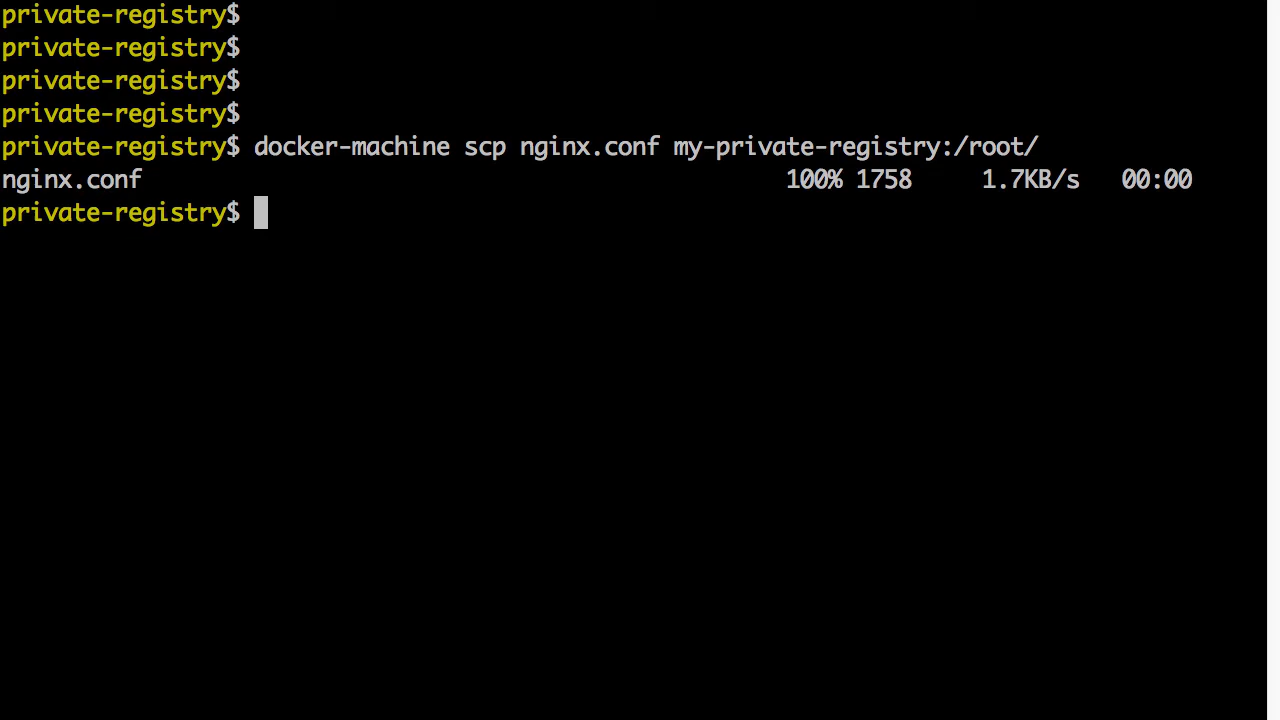 private-registry$
private-registry$
private-registry$
private-registry$
private-registry$ docker-machine scp nginx.conf my-private-registry:/root/
nginx.conf 100% 1758 1.7KB/s 00:00
private-registry$